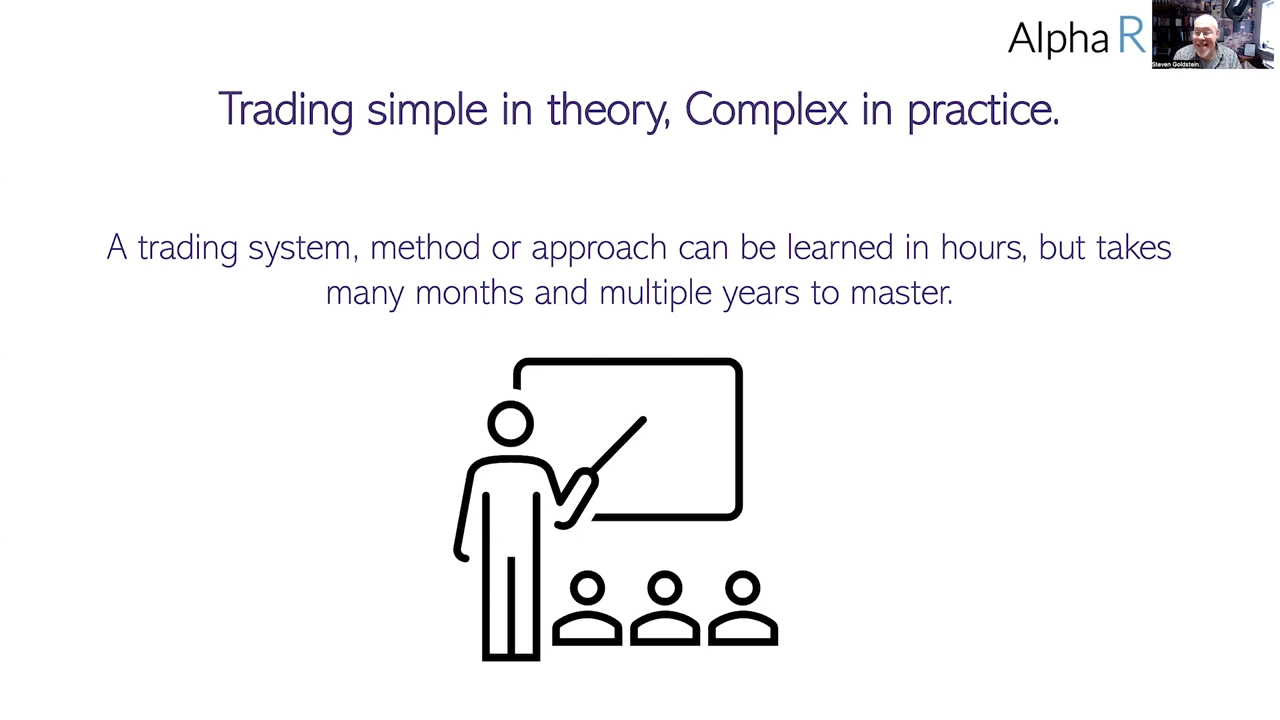 Alpha R
Steven Goldstein
Trading simple in theory, Complex in practice.
A trading system, method or approach can be learned in hours, but takes
many months and multiple years to master.